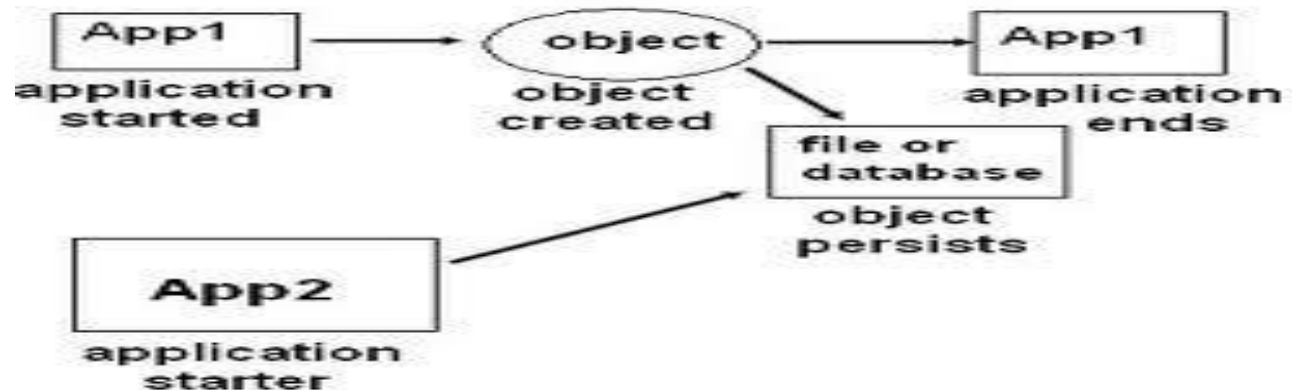 App1
application
started
object
object
created
App1
application
ends
file or
database
object
persists
App2
application
starter